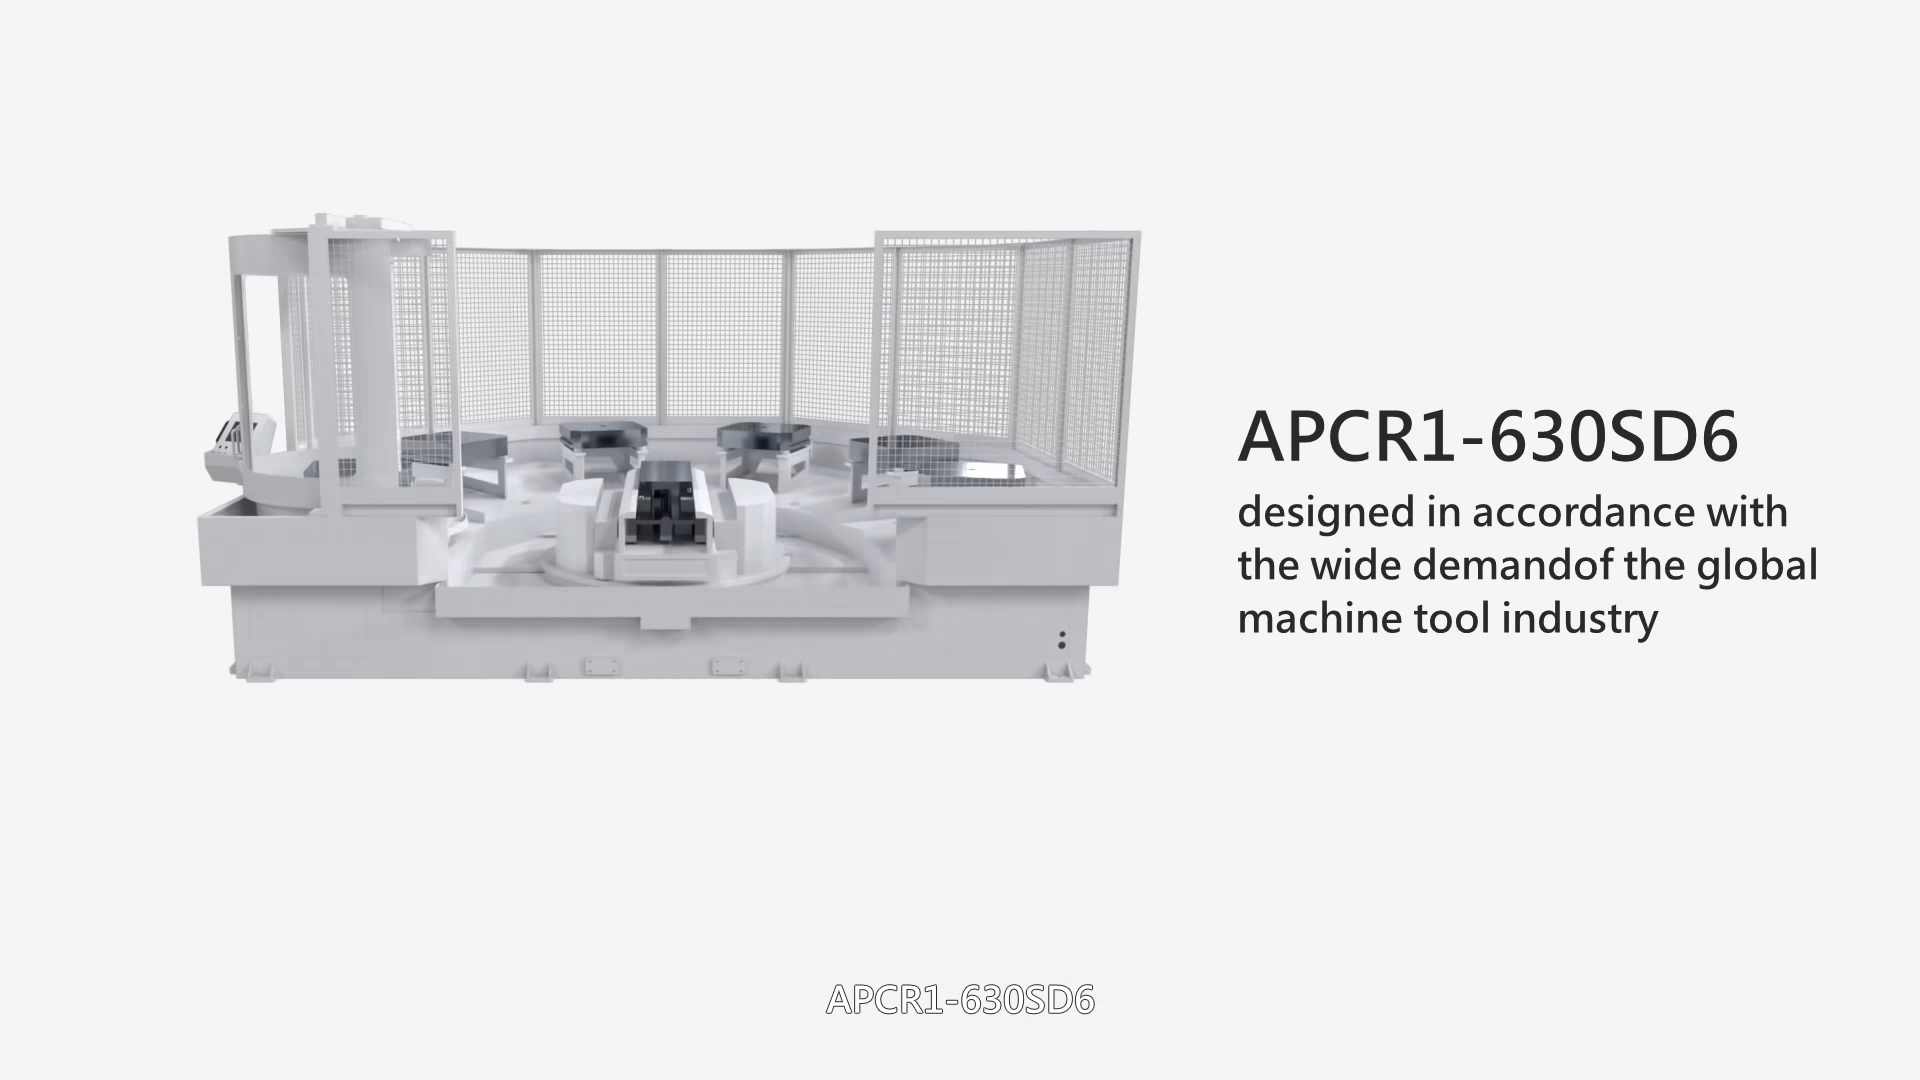 APCR1-630SD6
designed in accordance with
the wide demandof the global
machine tool industry
APCR1-630SD6